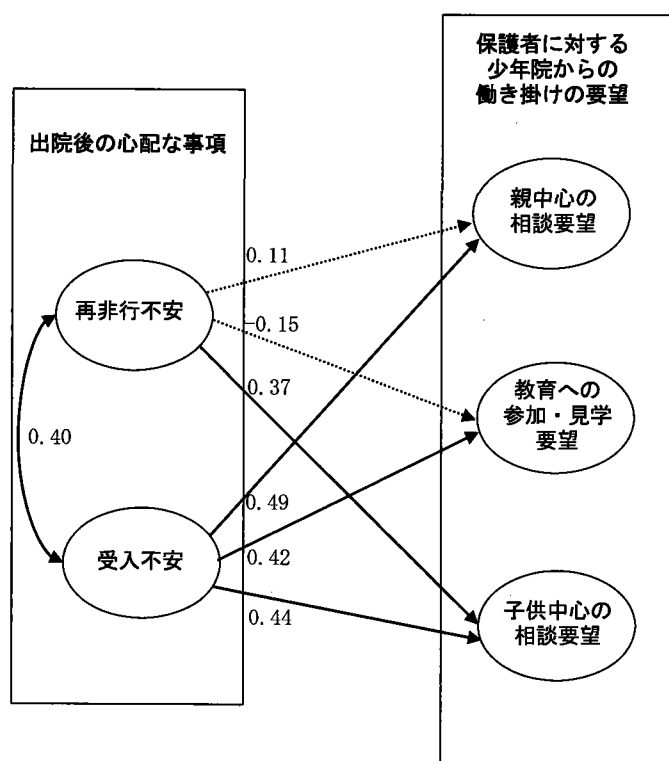 保護者に対する
少年院からの
働き掛けの要望
出院後の心配な事項
親中心の
相談要望
0.11
再非行不安
-0.15
教育への
参加・見学
要望
0.37
0.40
0.49
0.42
受入不安
0.44
子供中心の
相談要望